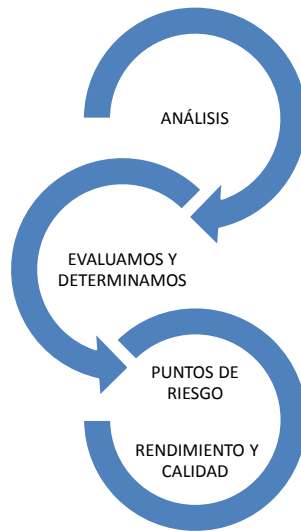 ANÁLISIS
EVALUAMOS Y
DETERMINAMOS
PUNTOS DE
RIESGO
RENDIMIENTO Y
CALIDAD